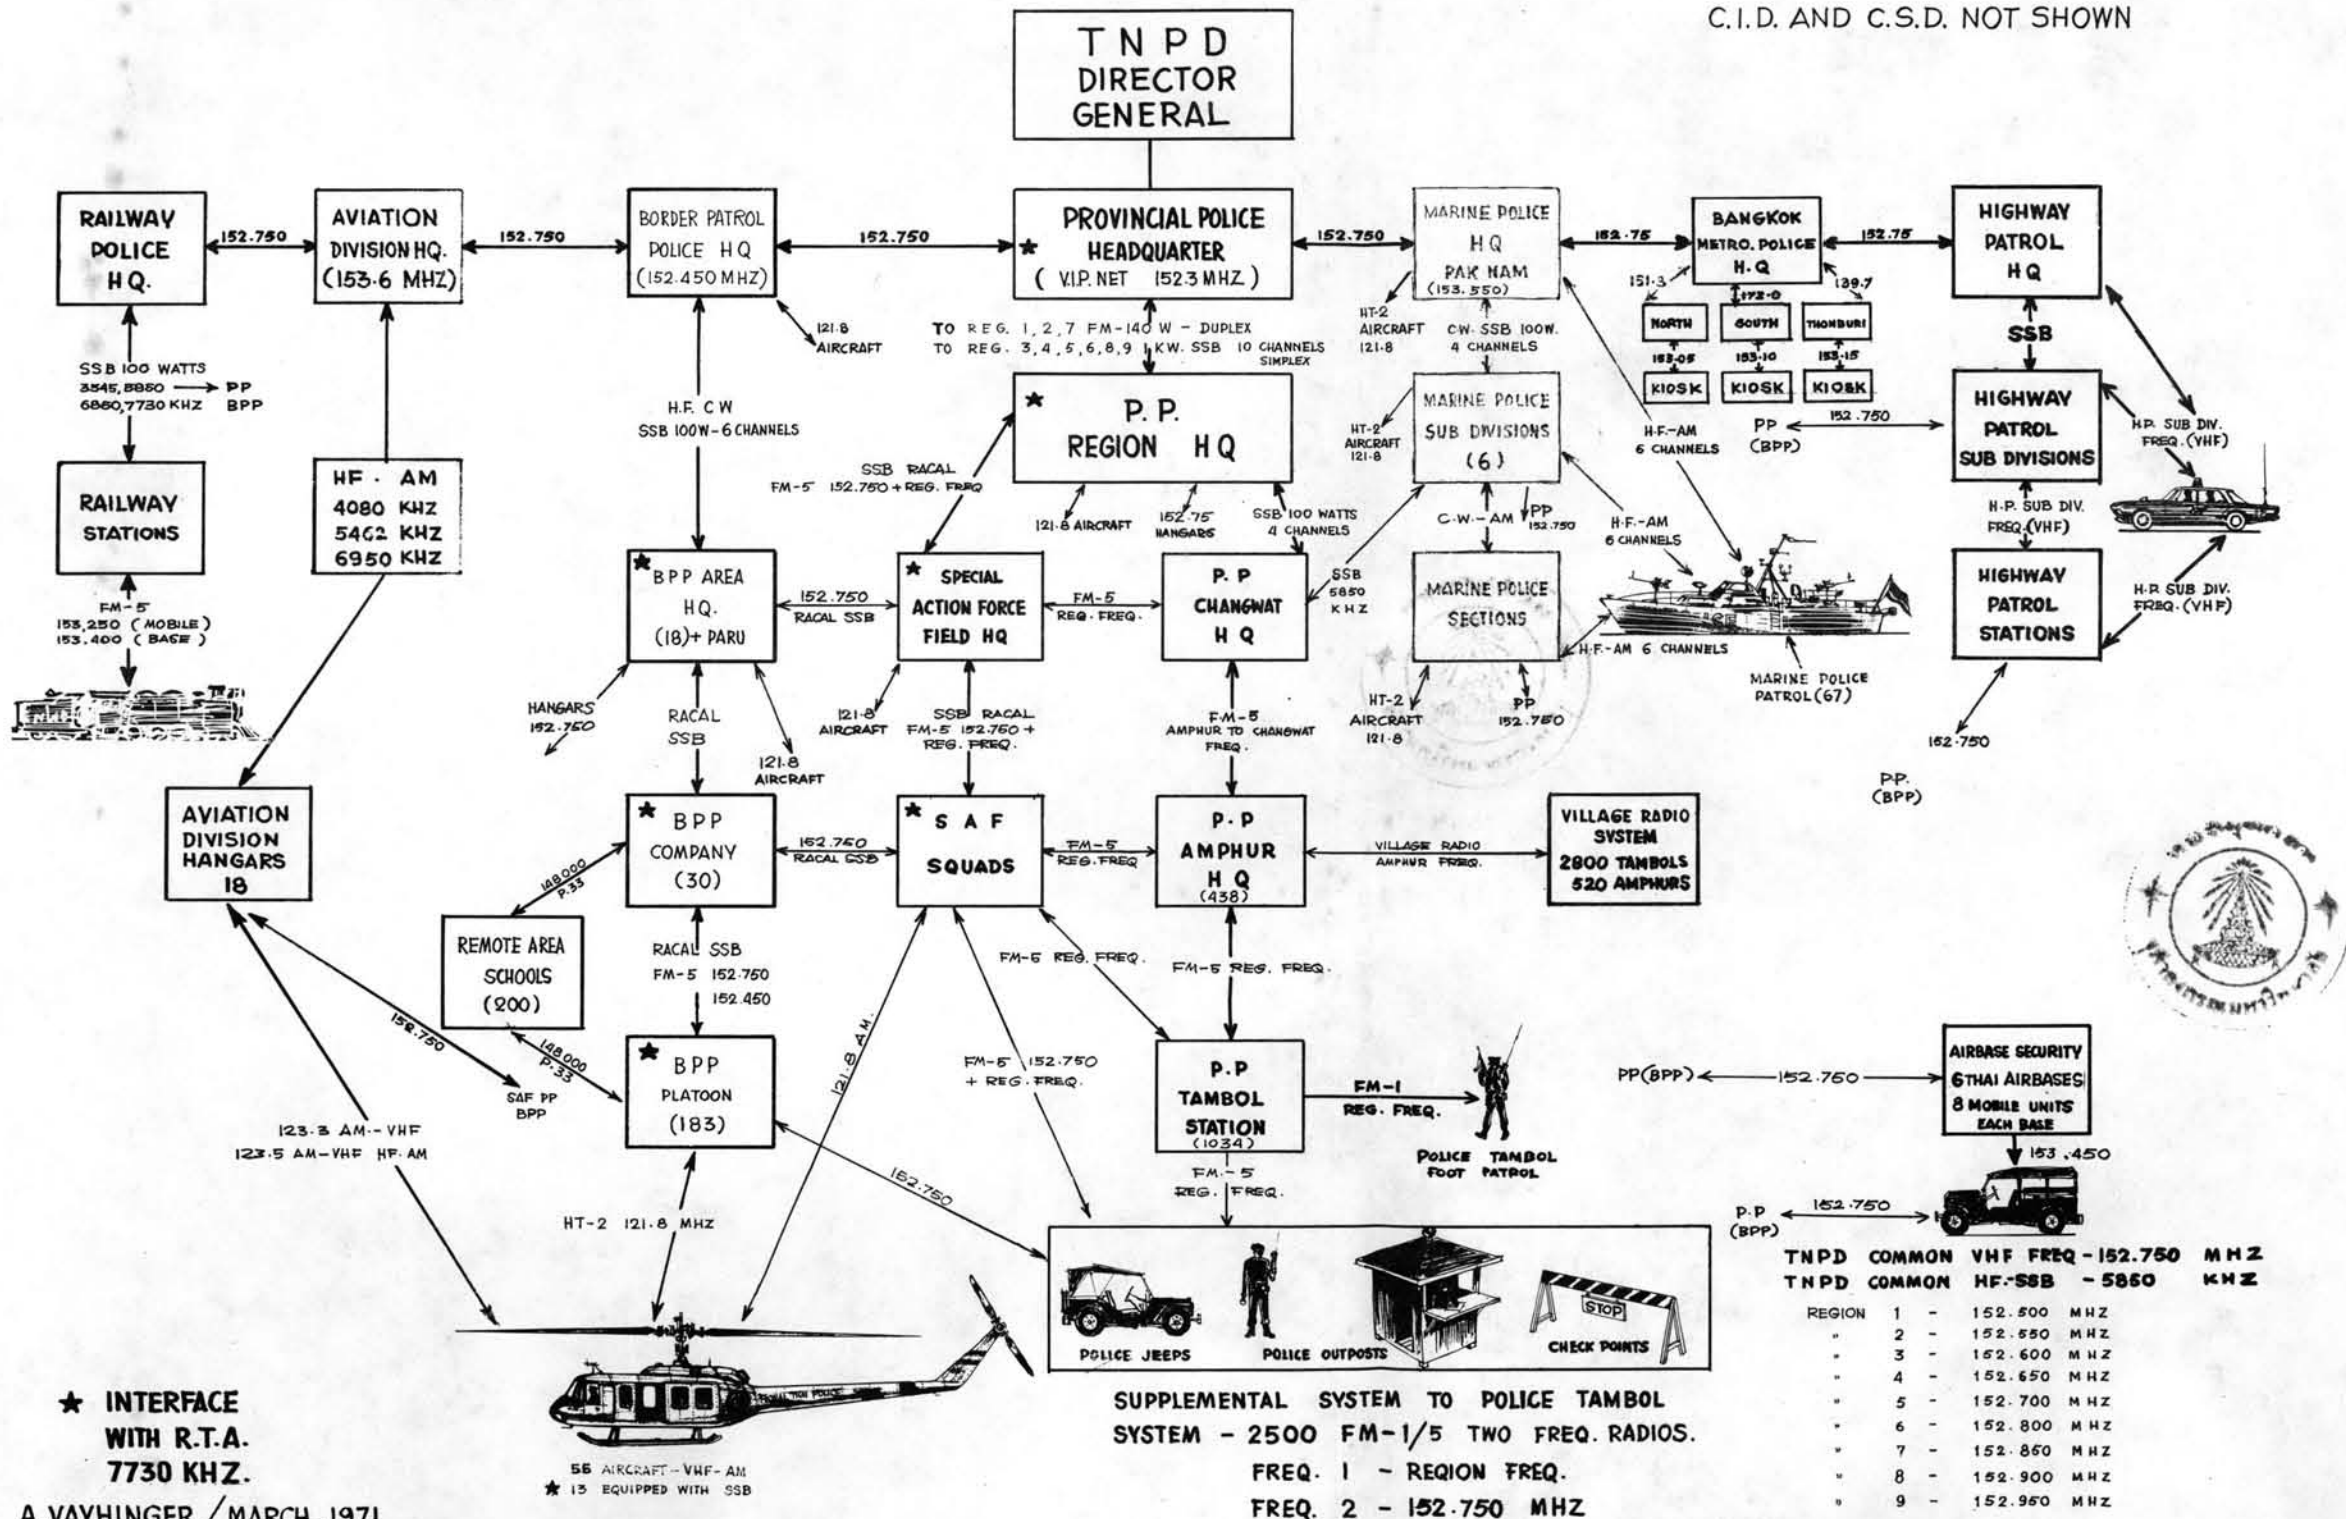 C.I.D. AND C.S.D. NOT SHOWN
TNPD
DIRECTOR
GENERAL
RAILWAY
POLICE
HQ.
152.750
AVIATION
DIVISION HQ.
(153.6 MHZ)
152.750
BORDER PATROL
POLICE HQ
(152.450 MHZ)
152.750
★ PROVINCIAL POLICE
HEADQUARTER
( V.I.P. NET 152.3 MHZ )
152.750
MARINE POLICE
HQ
PAK NAM
(153.550)
152.75
BANGKOK
METRO. POLICE
H.Q
152.75
HIGHWAY
PATROL
HQ
SSB 100 WATTS
3545, 5850 → PP
6860, 7730 KHZ BPP
RAILWAY
STATIONS
FM-5
153,250 (MOBILE)
153.400 (BASE)
HF. AM
4080 KHZ
5462 KHZ
6950 KHZ
121.8
AIRCRAFT
H.F. CW
SSB 100W-6 CHANNELS
TO REG. 1,2,7 FM-140 W - DUPLEX
TO REG. 3,4,5,6,8,9 1 KW. SSB 10 CHANNELS
SIMPLEX
★ P.P.
REGION HQ
SSB RACAL
FM-5 152.750 + REG. FREQ
121.8 AIRCRAFT
152.75
HANGARS
SSB 100 WATTS
4 CHANNELS
HT-2
AIRCRAFT
121.8
CW. SSB 100W.
4 CHANNELS
MARINE POLICE
SUB DIVISIONS
(6)
HT-2
AIRCRAFT
121.8
C.W.-AM
PP
152.750
SSB
5850
KHZ
H.F.-AM
6 CHANNELS
H.F.-AM
6 CHANNELS
151.3
172.0
139.7
NORTH
SOUTH
THONBURI
153.05
153.10
153.15
KIOSK
KIOSK
KIOSK
PP
(BPP)
152.750
SSB
HIGHWAY
PATROL
SUB DIVISIONS
H.P. SUB DIV.
FREQ. (VHF)
H.P. SUB DIV.
FREQ. (VHF)
HIGHWAY
PATROL
STATIONS
H.P. SUB DIV.
FREQ. (VHF)
152.750
P.P.
(BPP)
★ BPP AREA
HQ.
(18)+ PARU
152.750
RACAL SSB
★ SPECIAL
ACTION FORCE
FIELD HQ
FM-5
REG. FREQ.
P.P
CHANGWAT
HQ
MARINE POLICE
SECTIONS
H.F.-AM 6 CHANNELS
MARINE POLICE
PATROL (67)
HANGARS
152.750
RACAL
SSB
121.8
AIRCRAFT
121.8
AIRCRAFT
SSB RACAL
FM-5 152.750 +
REG. FREQ.
FM-5
AMPHUR TO CHANGWAT
FREQ.
HT-2
AIRCRAFT
121.8
PP
152.750
AVIATION
DIVISION
HANGARS
18
★ BPP
COMPANY
(30)
152.750
RACAL SSB
★ SAF
SQUADS
FM-5
REG. FREQ
P.P
AMPHUR
HQ
(438)
VILLAGE RADIO
AMPHUR FREQ.
VILLAGE RADIO
SYSTEM
2800 TAMBOLS
520 AMPHURS
148000
P.33
REMOTE AREA
SCHOOLS
(200)
148000
P.33
RACAL SSB
FM-5 152.750
152.450
FM-5 REG. FREQ.
FM-5 REG. FREQ.
152.750
SAF PP
BPP
★ BPP
PLATOON
(183)
121.8 AM.
FM-5 152.750
+ REG. FREQ.
P.P
TAMBOL
STATION
(1034)
FM-1
REG. FREQ.
POLICE TAMBOL
FOOT PATROL
PP(BPP)
152.750
AIRBASE SECURITY
6 THAI AIRBASES
8 MOBILE UNITS
EACH BASE
153.450
P.P
(BPP)
152.750
123.3 AM.-VHF
123.5 AM-VHF HF. AM
HT-2 121.8 MHZ
152.750
FM-5
REG. FREQ.
POLICE JEEPS
POLICE OUTPOSTS
STOP
CHECK POINTS
TNPD COMMON VHF FREQ - 152.750 MHZ
TNPD COMMON HF.-SSB - 5850 KHZ
REGION 1 - 152.500 MHZ
" 2 - 152.550 MHZ
" 3 - 152.600 MHZ
" 4 - 152.650 MHZ
" 5 - 152.700 MHZ
" 6 - 152.800 MHZ
" 7 - 152.850 MHZ
" 8 - 152.900 MHZ
" 9 - 152.950 MHZ
SUPPLEMENTAL SYSTEM TO POLICE TAMBOL
SYSTEM - 2500 FM-1/5 TWO FREQ. RADIOS.
FREQ. 1 - REGION FREQ.
FREQ. 2 - 152.750 MHZ
★ INTERFACE
WITH R.T.A.
7730 KHZ.
56 AIRCRAFT-VHF-AM
★ 13 EQUIPPED WITH SSB
A. VAYHINGER / MARCH 1971